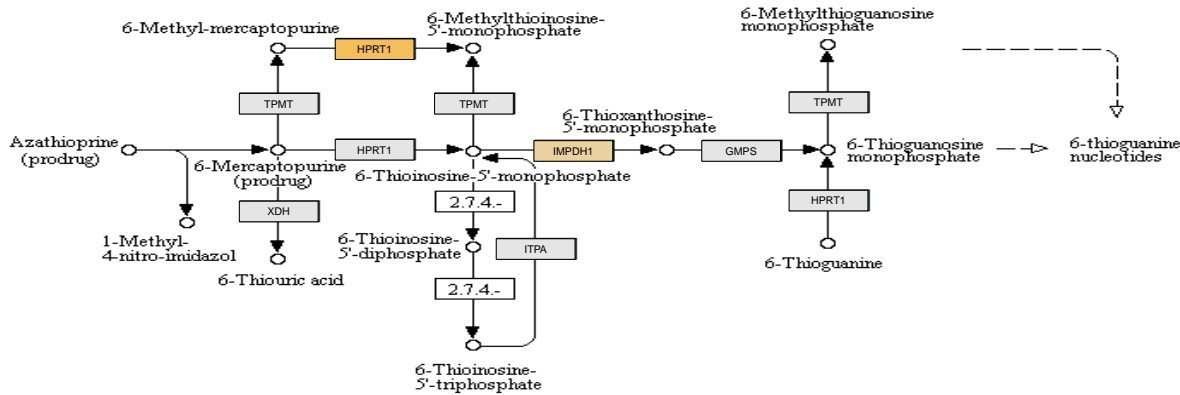 6-Methyl-mercaptopurine
6-Methylthioinosine-
5'-monophosphate
6-Methylthioguanosine
monophosphate
HPRT1
TPMT
TPMT
TPMT
6-Thioxanthosine-
5'-monophosphate
Azathioprine
(prodrug)
HPRT1
IMPDH1
GMPS
6-Mercaptopurine
(prodrug)
6-Thioinosine-5'-monophosphate
6-Thioguanosine
monophosphate
6-thioguanine
nucleotides
XDH
2.7.4.-
HPRT1
1-Methyl-
4-nitro-imidazol
6-Thioinosine-
5'-diphosphate
ITPA
6-Thiouric acid
6-Thioguanine
2.7.4.-
6-Thioinosine-
5'-triphosphate